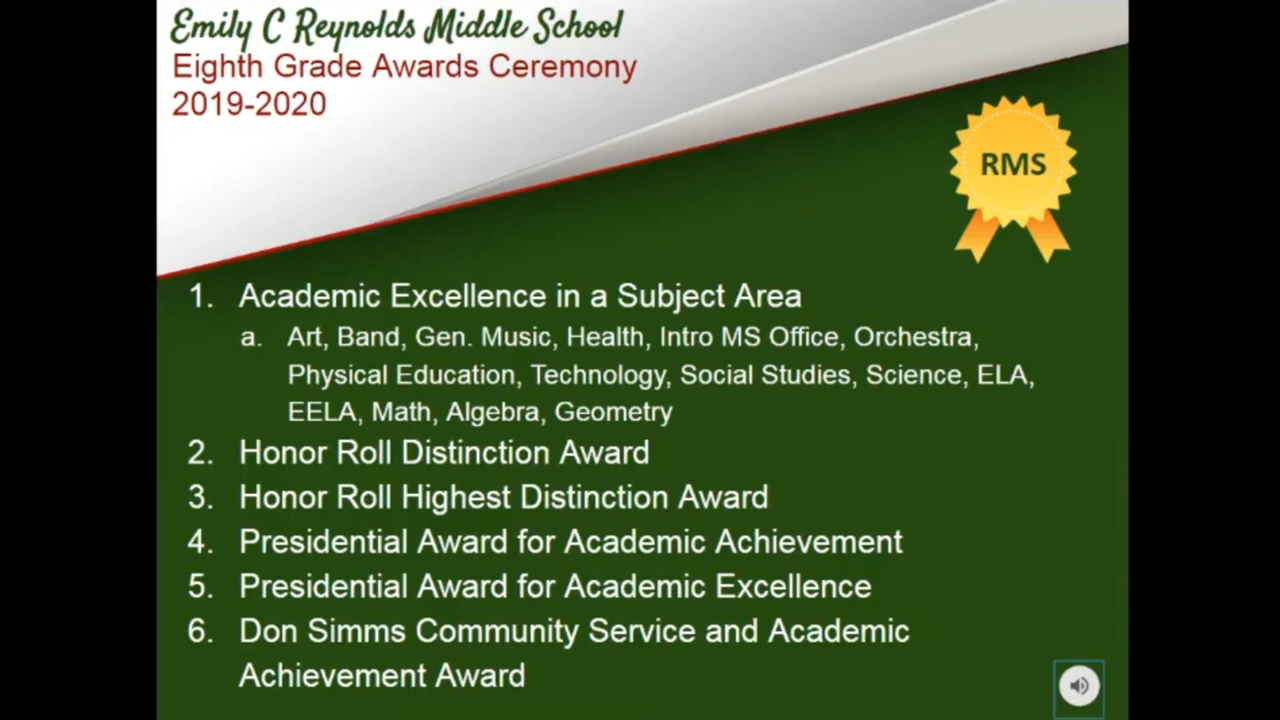 Emily C Reynolds Middle School
Eighth Grade Awards Ceremony
2019-2020
RMS
1. Academic Excellence in a Subject Area
a. Art, Band, Gen. Music, Health, Intro MS Office, Orchestra,
Physical Education, Technology, Social Studies, Science, ELA,
EELA, Math, Algebra, Geometry
2. Honor Roll Distinction Award
3. Honor Roll Highest Distinction Award
4. Presidential Award for Academic Achievement
5. Presidential Award for Academic Excellence
6. Don Simms Community Service and Academic
Achievement Award